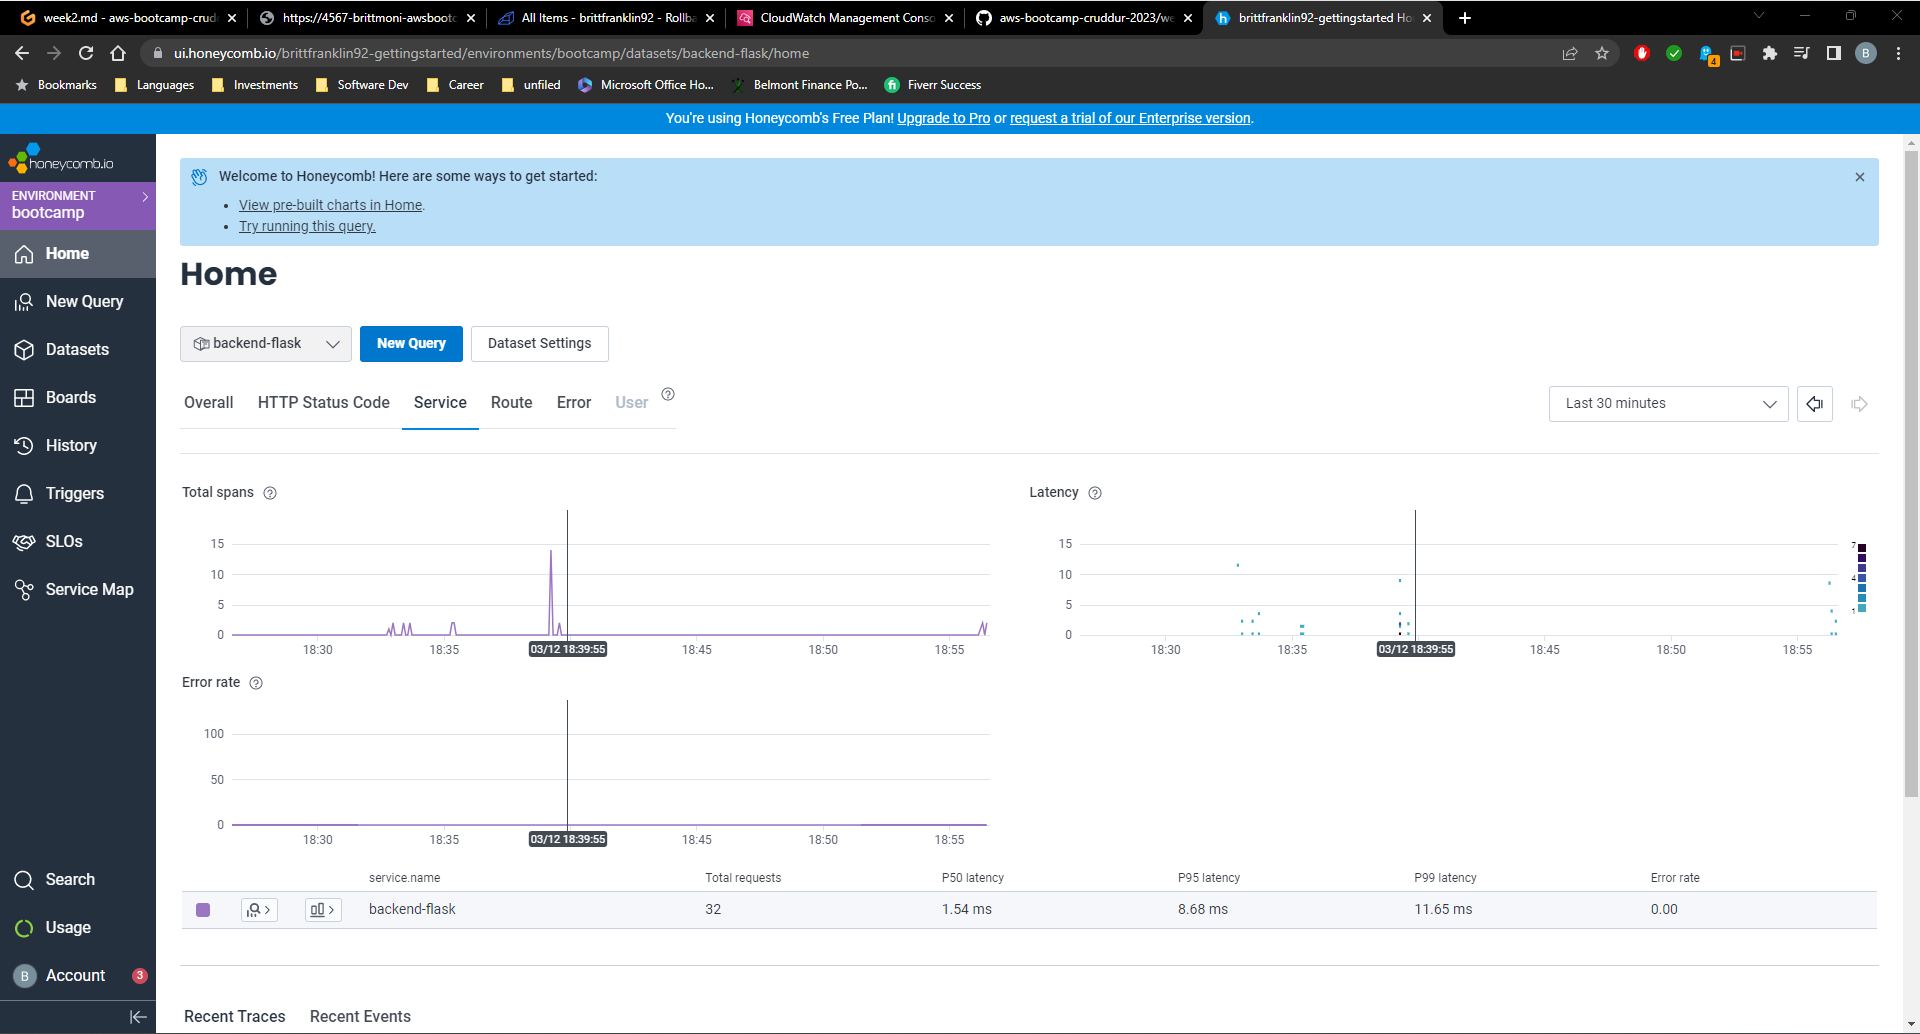 week2.md - aws-bootcamp-crud
https://4567-brittmoni-awsbootc
All Items - brittfranklin92 - Rollba
CloudWatch Management Conso
aws-bootcamp-cruddur-2023/we
brittfranklin92-gettingstarted Ho
ui.honeycomb.io/brittfranklin92-gettingstarted/environments/bootcamp/datasets/backend-flask/home
4
B
Bookmarks
Languages
Investments
Software Dev
Career
unfiled
Microsoft Office Ho...
Belmont Finance Po...
Fiverr Success
You're using Honeycomb's Free Plan! Upgrade to Pro or request a trial of our Enterprise version.
honeycomb.io
ENVIRONMENT
bootcamp
Home
New Query
Datasets
Boards
History
Triggers
SLOs
Service Map
Search
Usage
B
Account
3
Welcome to Honeycomb! Here are some ways to get started:
• View pre-built charts in Home.
• Try running this query.
Home
backend-flask
New Query
Dataset Settings
Overall
HTTP Status Code
Service
Route
Error
User
Last 30 minutes
Total spans
15
10
5
0
18:30
18:35
03/12 18:39:55
18:45
18:50
18:55
Latency
15
10
5
0
18:30
18:35
03/12 18:39:55
18:45
18:50
18:55
7
4
1
Error rate
100
50
0
18:30
18:35
03/12 18:39:55
18:45
18:50
18:55
service.name Total requests P50 latency P95 latency P99 latency Error rate
backend-flask 32 1.54 ms 8.68 ms 11.65 ms 0.00
Recent Traces
Recent Events